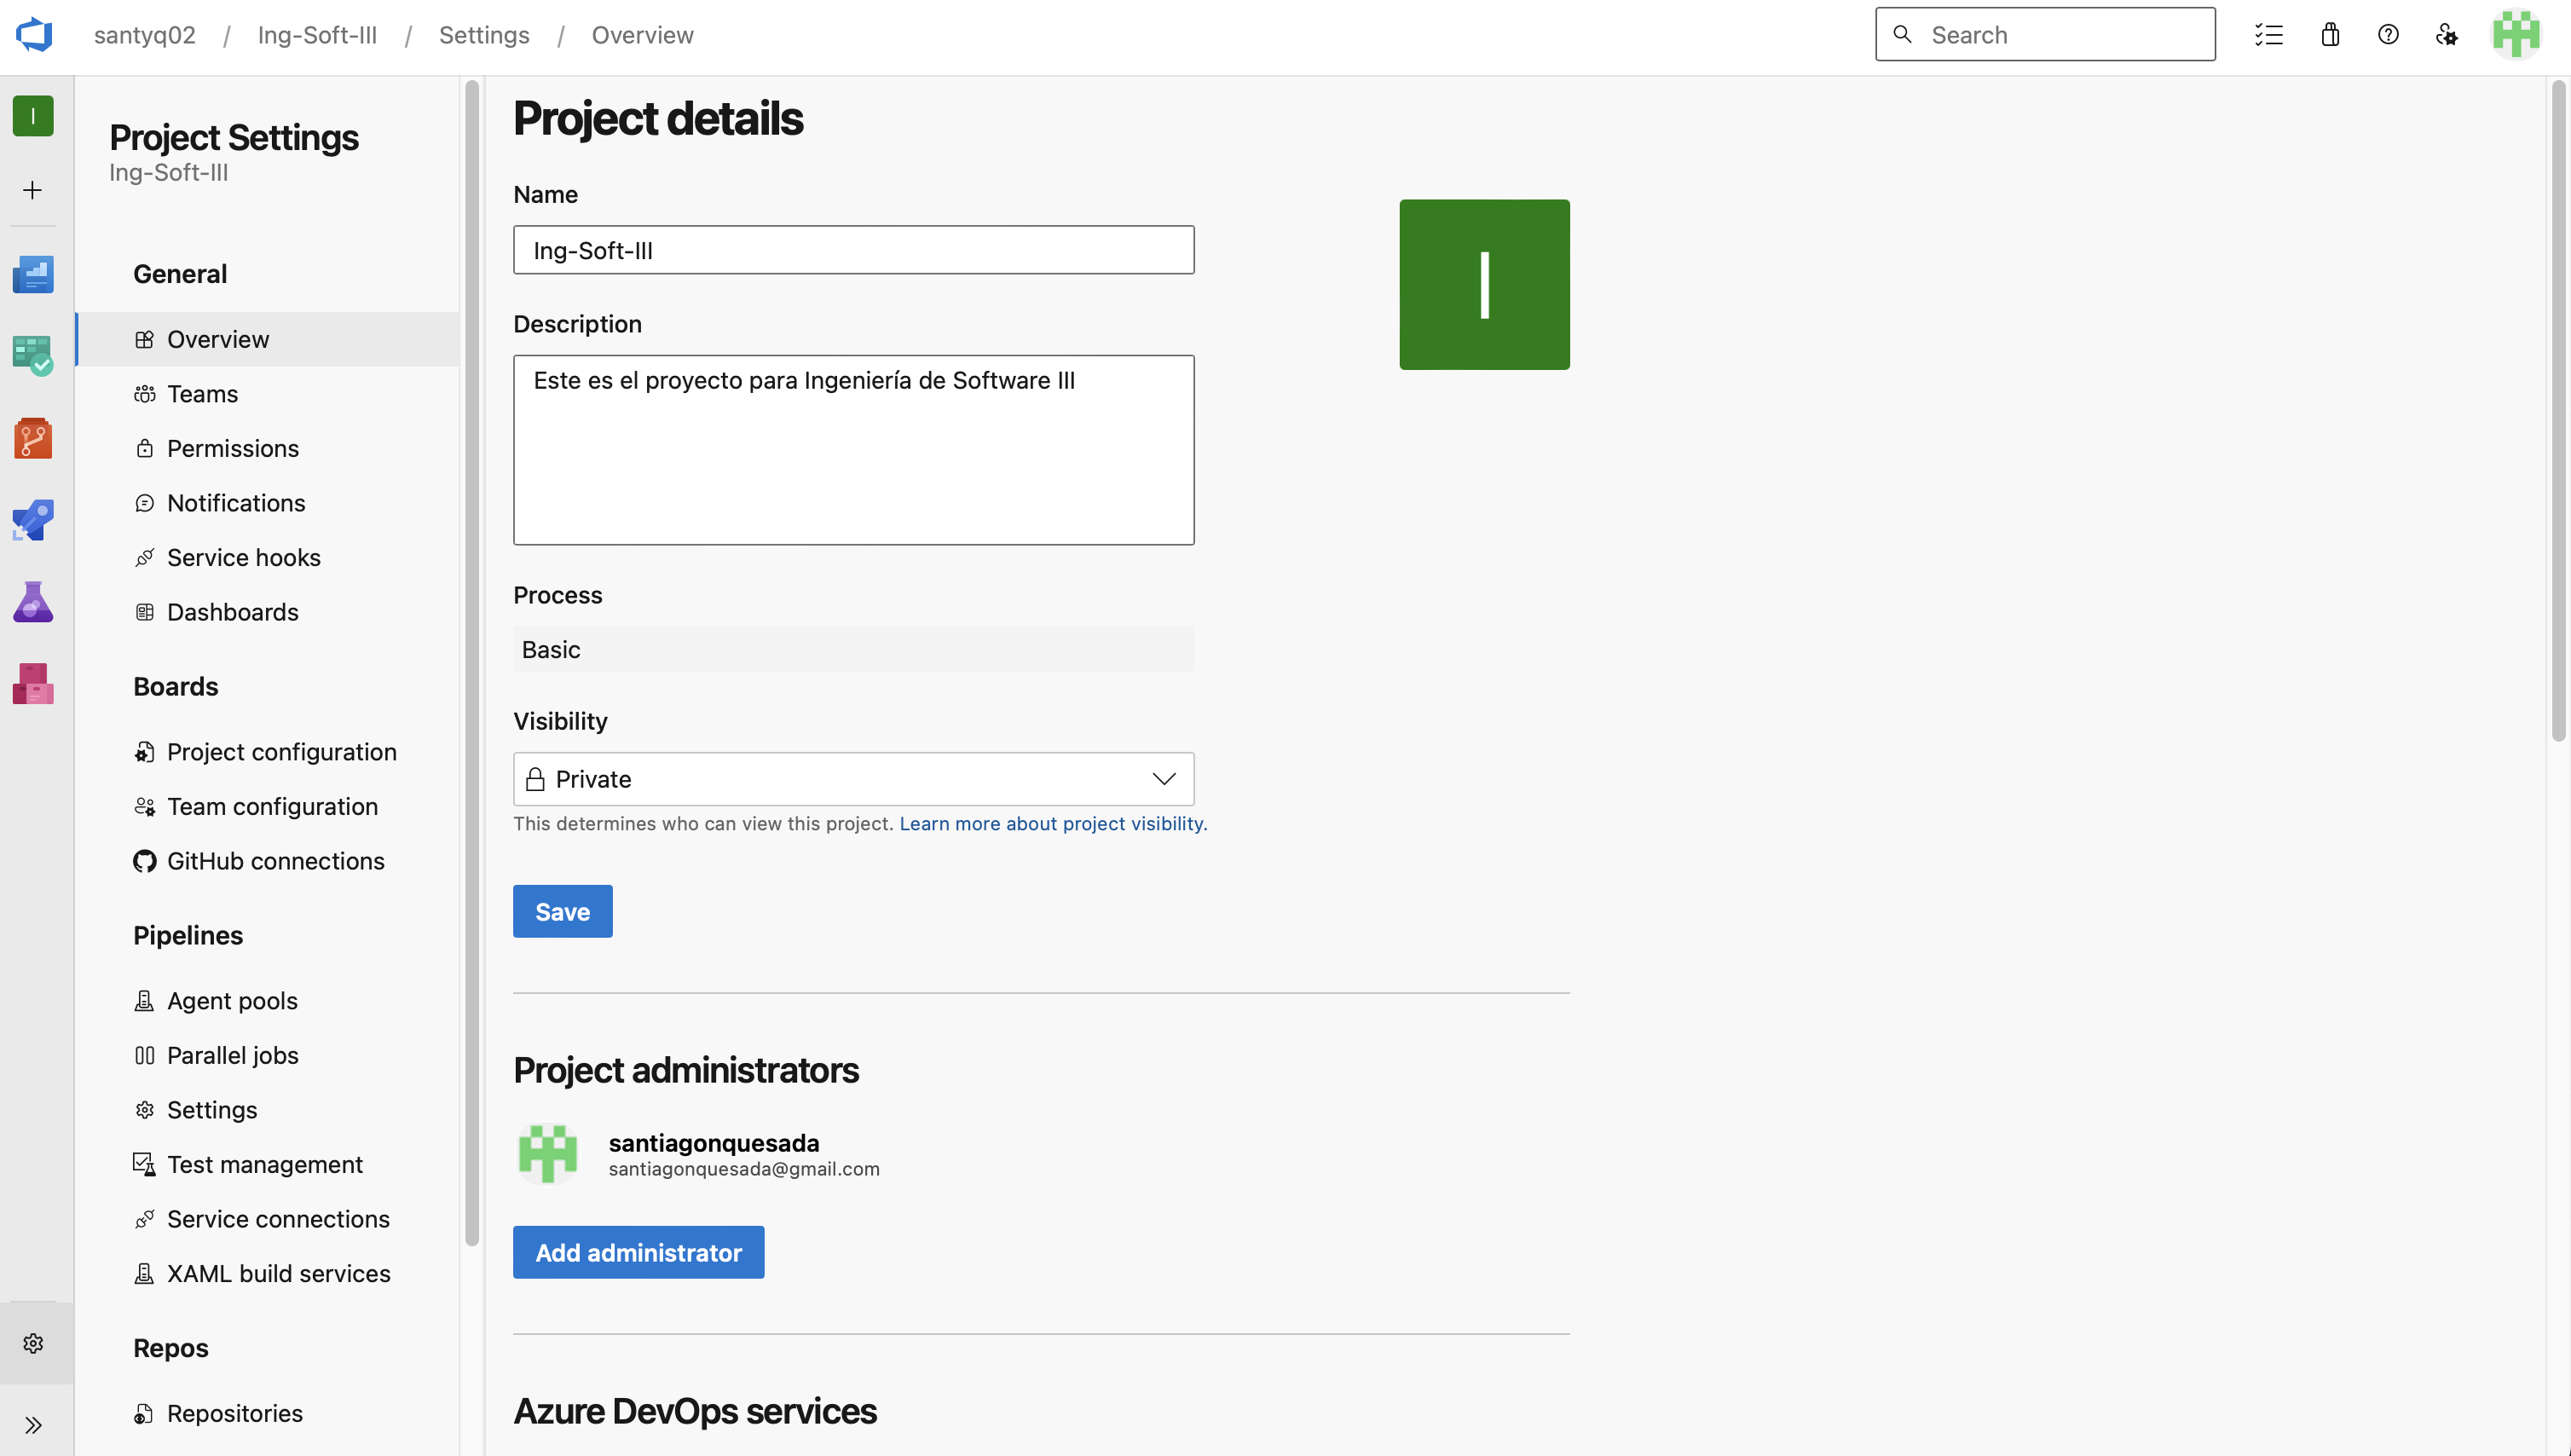 santyq02 / Ing-Soft-III / Settings / Overview
Search
I
Project Settings
Ing-Soft-III
General
Overview
Teams
Permissions
Notifications
Service hooks
Dashboards
Boards
Project configuration
Team configuration
GitHub connections
Pipelines
Agent pools
Parallel jobs
Settings
Test management
Service connections
XAML build services
Repos
Repositories
Project details
Name
Ing-Soft-III
I
Description
Este es el proyecto para Ingeniería de Software III
Process
Basic
Visibility
Private
This determines who can view this project. Learn more about project visibility.
Save
Project administrators
santiagonquesada
santiagonquesada@gmail.com
Add administrator
Azure DevOps services